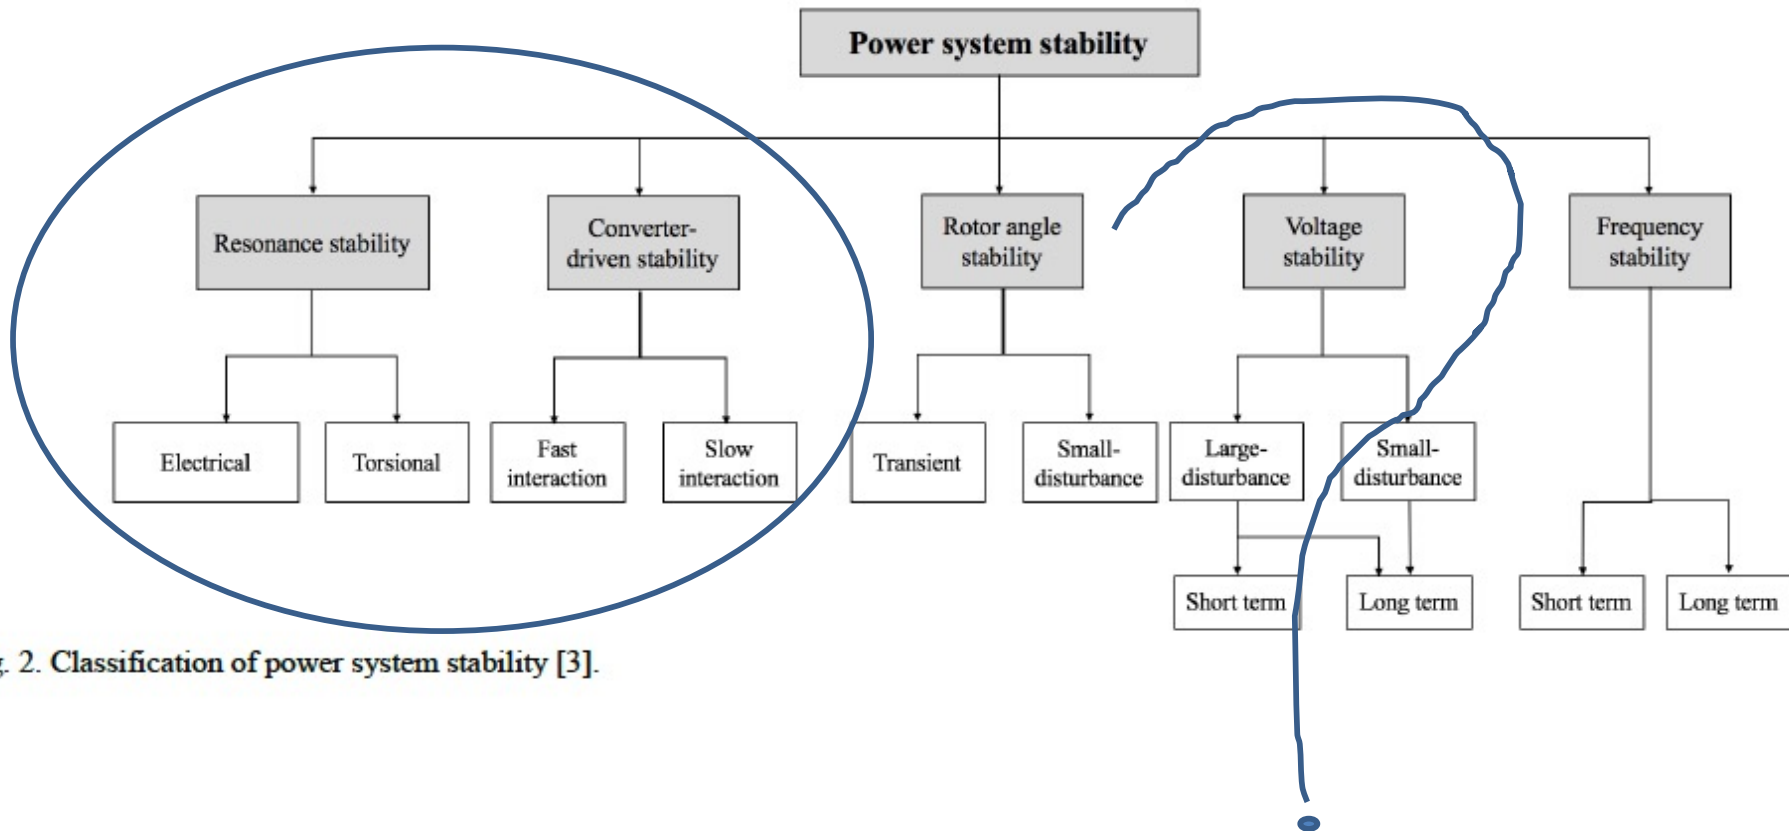 Power system stability
Resonance stability
Converter-
driven stability
Rotor angle
stability
Voltage
stability
Frequency
stability
Electrical
Torsional
Fast
interaction
Slow
interaction
Transient
Small-
disturbance
Large-
disturbance
Small-
disturbance
Short term
Long term
Short term
Long term
g. 2. Classification of power system stability [3].